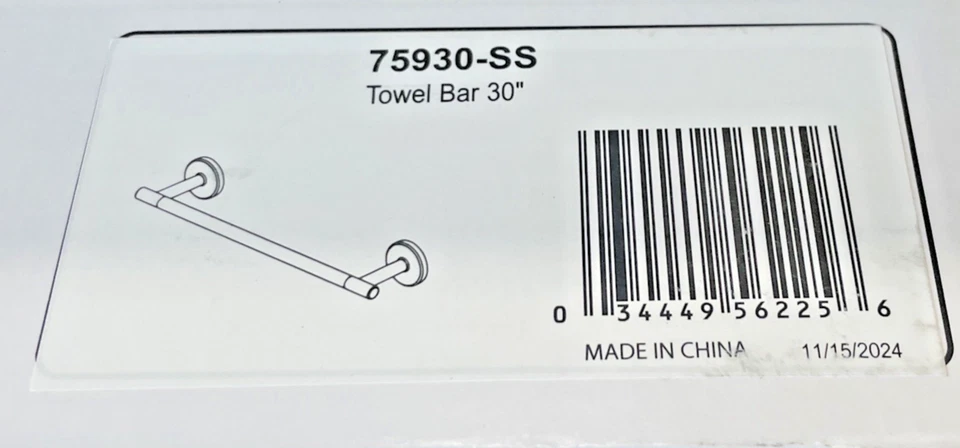 75930-SS
Towel Bar 30"
0 34449 56225 6
MADE IN CHINA 11/15/2024